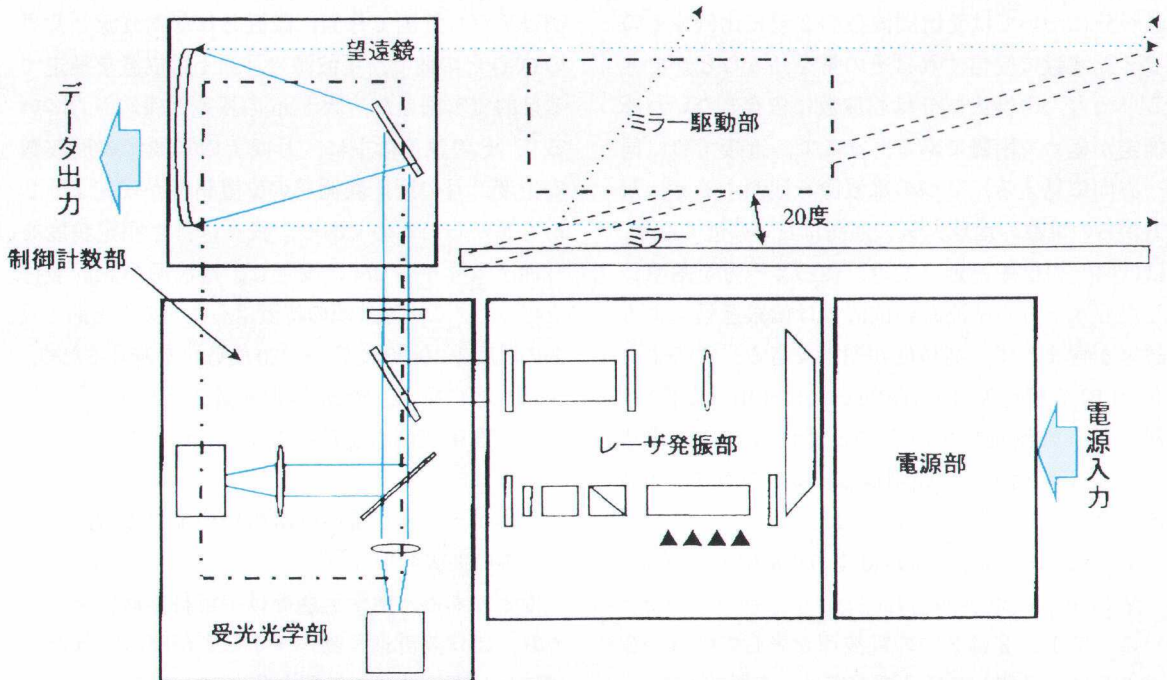 望遠鏡
データ出力
ミラー駆動部
20度
ミラー
制御計数部
レーザ発振部
電源部
電源入力
受光光学部